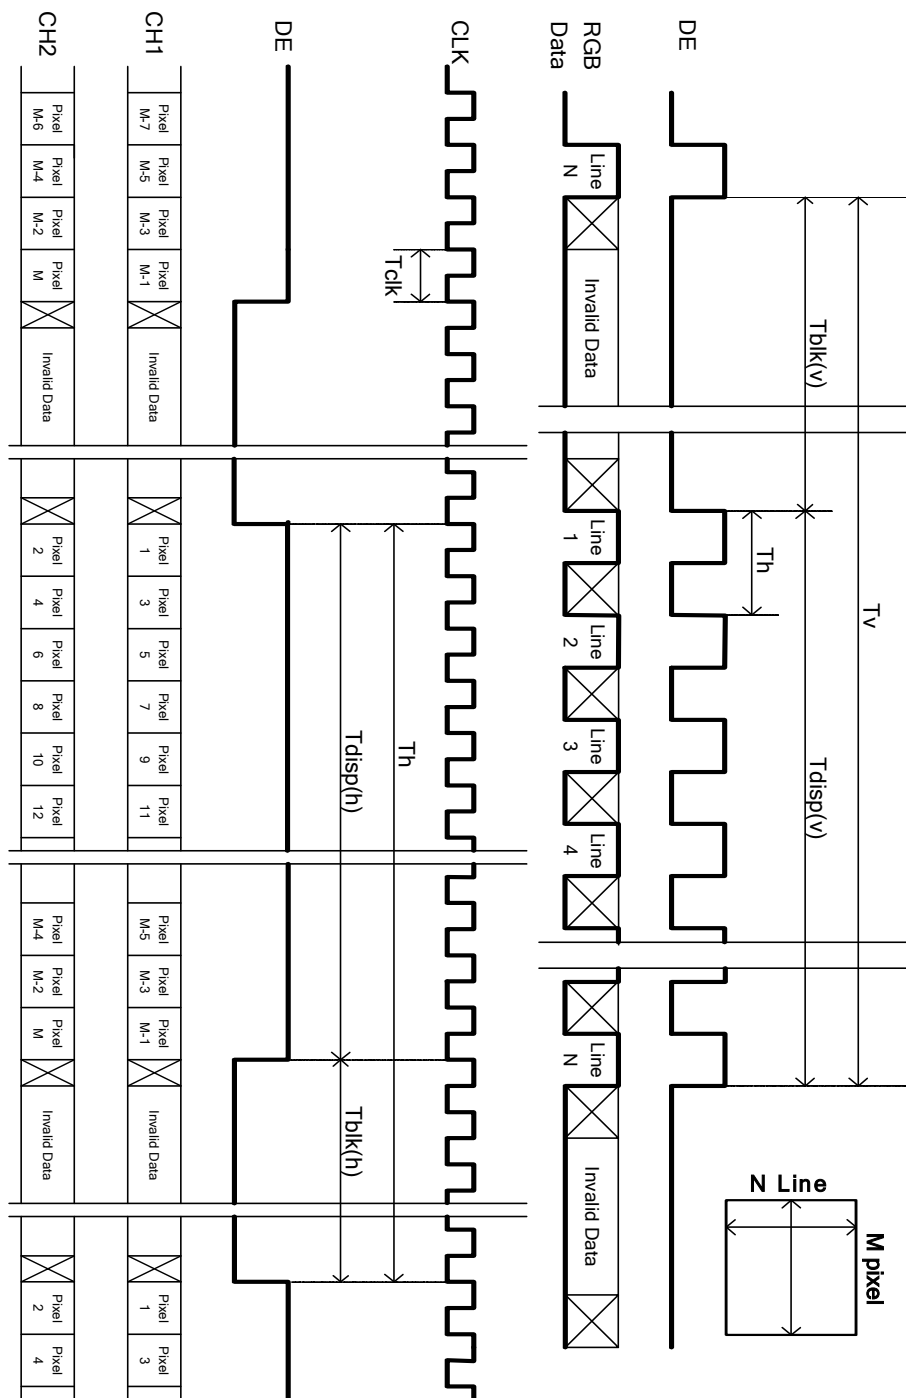 DE
Tv
Tblk(v)
Tdisp(v)
Th
RGB
Data
Line
N
Invalid Data
Line
1
Line
2
Line
3
Line
4
Line
N
Invalid Data
M pixel
N Line
CLK
Tclk
DE
Th
Tdisp(h)
Tblk(h)
CH1
Pixel
M-7
Pixel
M-5
Pixel
M-3
Pixel
M-1
Invalid Data
Pixel
1
Pixel
3
Pixel
5
Pixel
7
Pixel
9
Pixel
11
Pixel
M-5
Pixel
M-3
Pixel
M-1
Invalid Data
Pixel
1
Pixel
3
CH2
Pixel
M-6
Pixel
M-4
Pixel
M-2
Pixel
M
Invalid Data
Pixel
2
Pixel
4
Pixel
6
Pixel
8
Pixel
10
Pixel
12
Pixel
M-4
Pixel
M-2
Pixel
M
Invalid Data
Pixel
2
Pixel
4